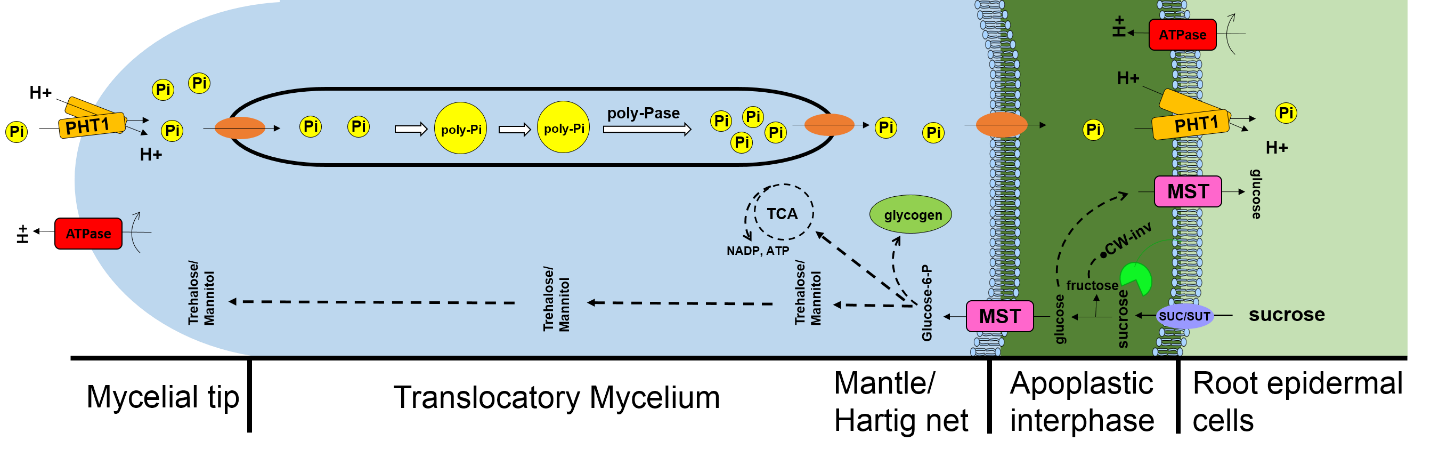 H+
ATPase
H+
Pi
Pi
Pi
PHT1
Pi
H+
Pi
Pi
poly-Pi
poly-Pi
poly-Pase
Pi
Pi
Pi
Pi
Pi
Pi
Pi
H+
PHT1
Pi
H+
H+
ATPase
TCA
NADP, ATP
glycogen
MST
glucose
CW-inv
fructose
Trehalose/
Mannitol
Trehalose/
Mannitol
Trehalose/
Mannitol
Glucose-6-P
MST
glucose
sucrose
SUC/SUT
sucrose
Mycelial tip
Translocatory Mycelium
Mantle/
Hartig net
Apoplastic
interphase
Root epidermal
cells